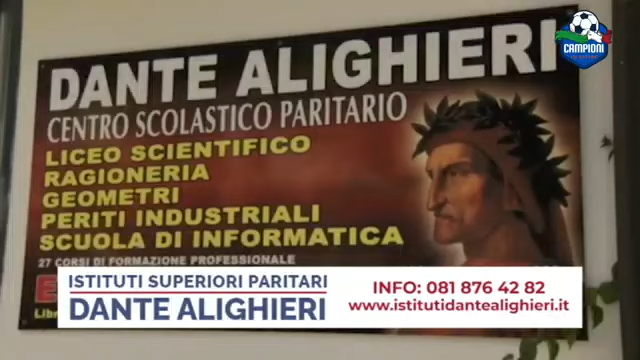 CAMPIONI
DANTE ALIGHIERI
CENTRO SCOLASTICO PARITARIO
LICEO SCIENTIFICO
RAGIONERIA
GEOMETRI
PERITI INDUSTRIALI
SCUOLA DI INFORMATICA
27 CORSI DI FORMAZIONE PROFESSIONALE
ISTITUTI SUPERIORI PARITARI
DANTE ALIGHIERI
INFO: 081 876 42 82
www.istitutidantealighieri.it